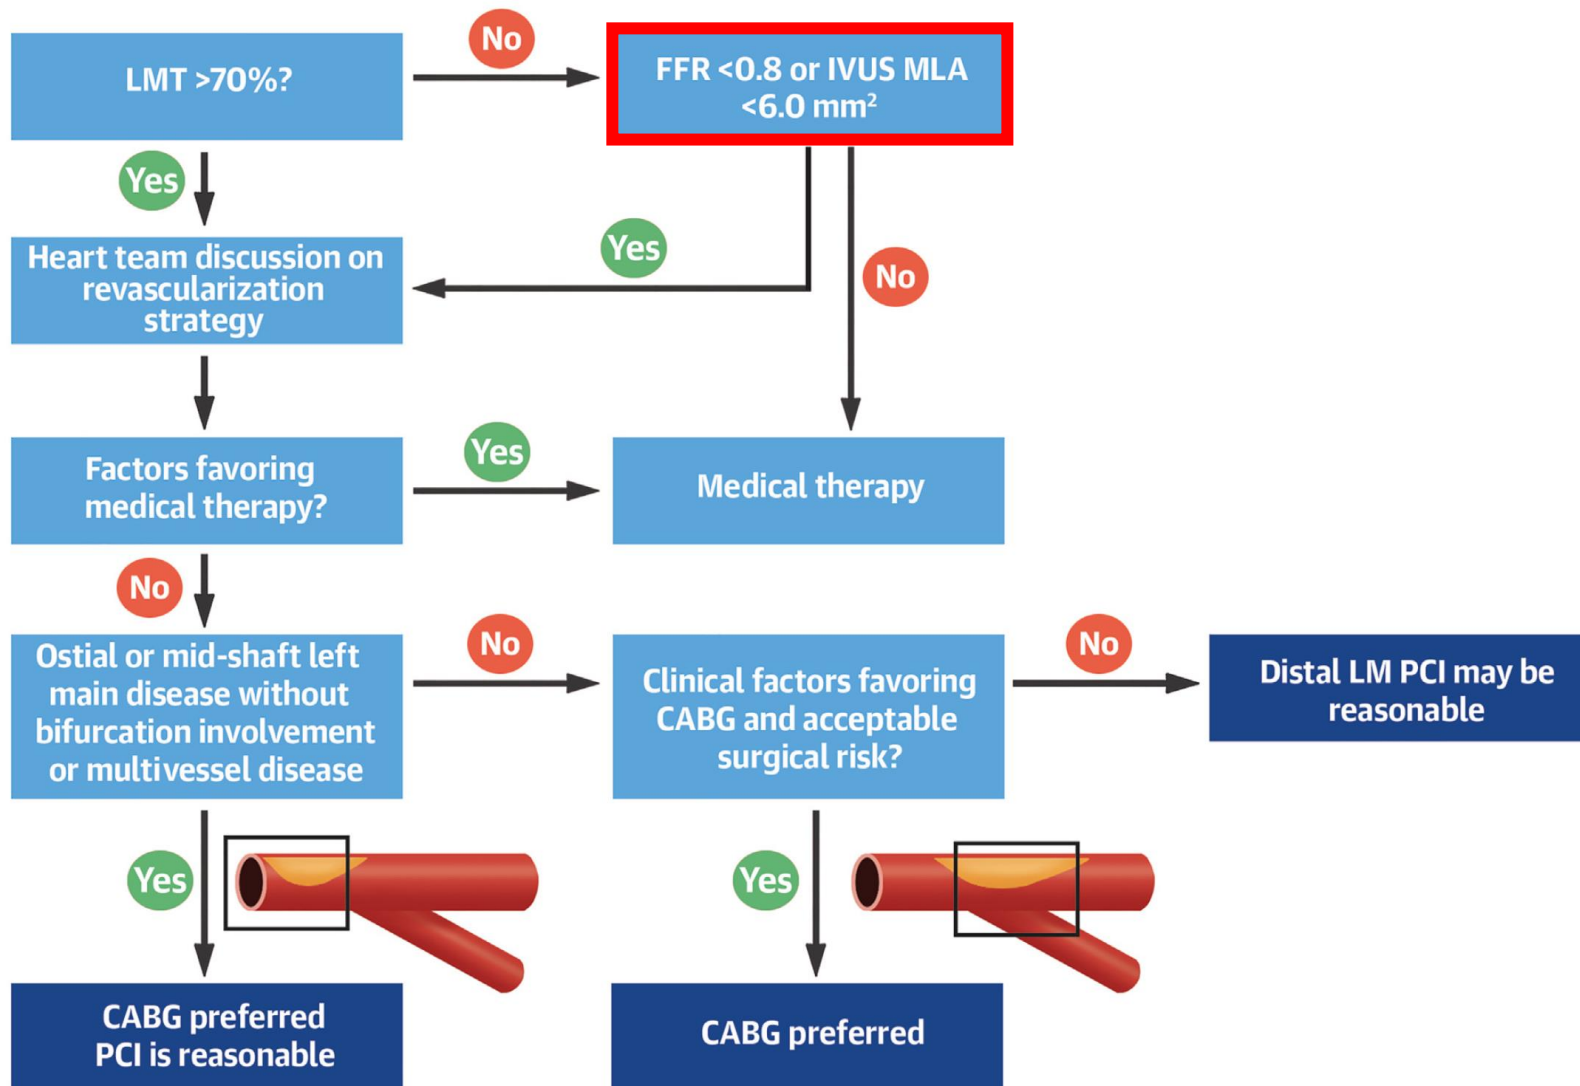 LMT >70%?
No
FFR <0.8 or IVUS MLA
<6.0 mm²
Yes
Heart team discussion on
revascularization
strategy
Yes
No
Factors favoring
medical therapy?
Yes
Medical therapy
No
Ostial or mid-shaft left
main disease without
bifurcation involvement
or multivessel disease
No
Clinical factors favoring
CABG and acceptable
surgical risk?
No
Distal LM PCI may be
reasonable
Yes
Yes
CABG preferred
PCI is reasonable
CABG preferred